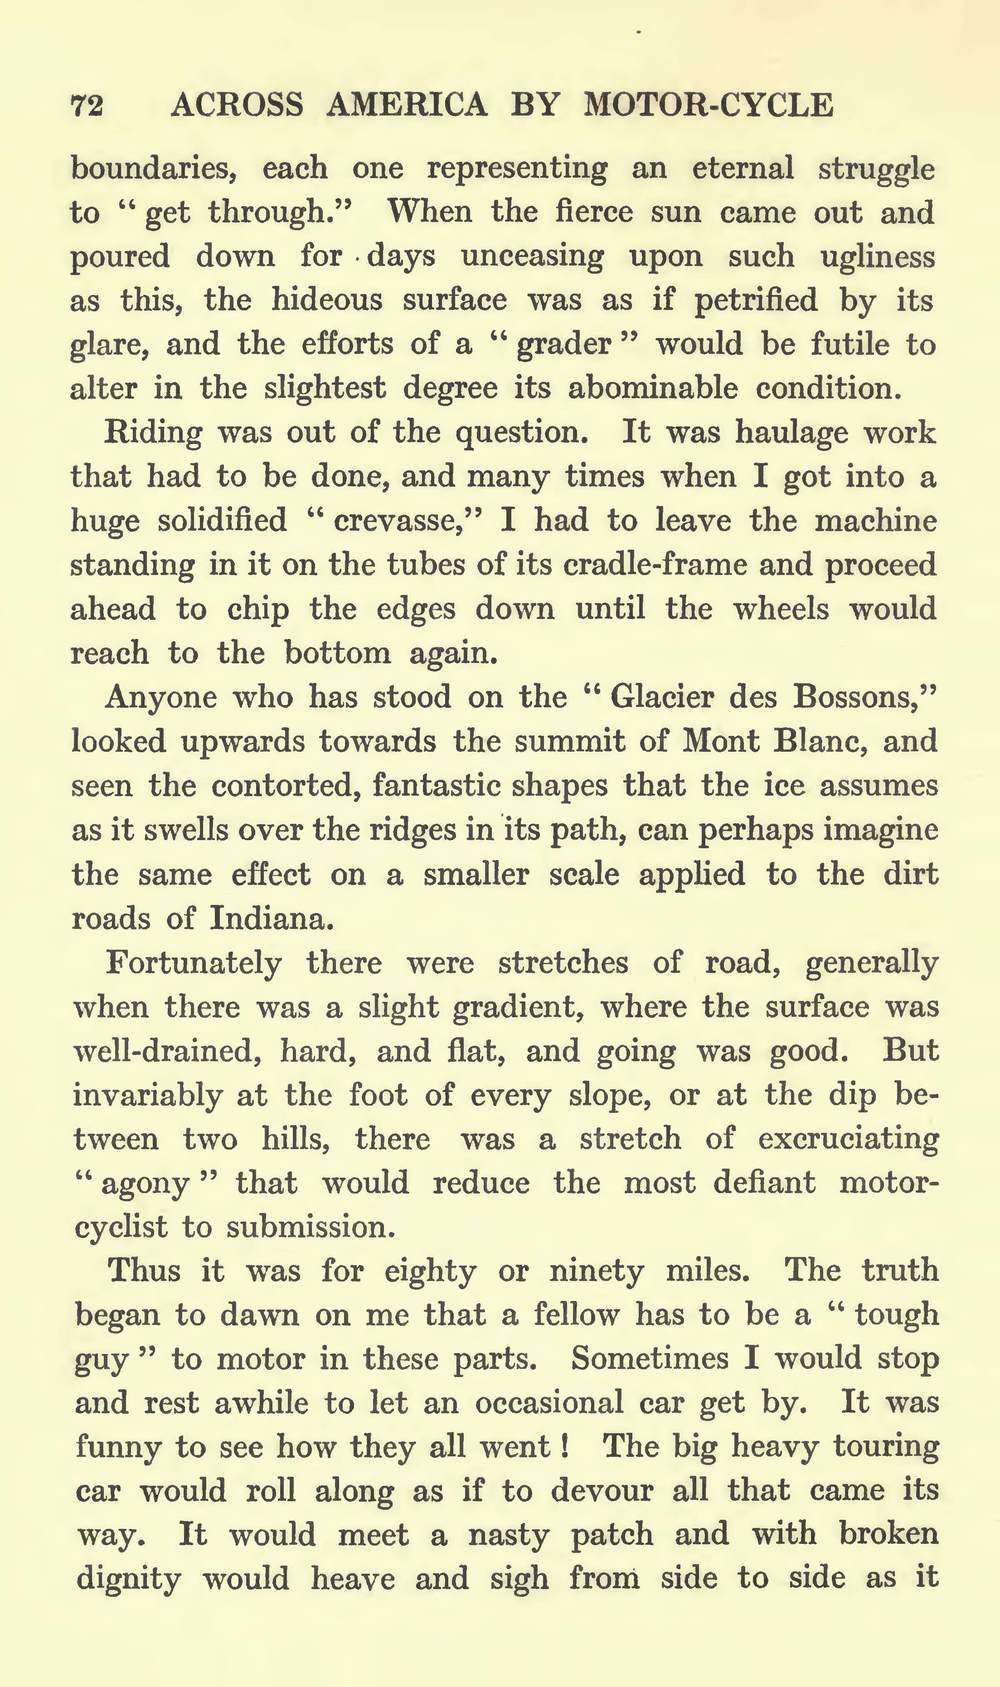 72 ACROSS AMERICA BY MOTOR-CYCLE
boundaries, each one representing an eternal struggle
to “ get through.” When the fierce sun came out and
poured down for days unceasing upon such ugliness
as this, the hideous surface was as if petrified by its
glare, and the efforts of a “ grader ” would be futile to
alter in the slightest degree its abominable condition.
Riding was out of the question. It was haulage work
that had to be done, and many times when I got into a
huge solidified “ crevasse,” I had to leave the machine
standing in it on the tubes of its cradle-frame and proceed
ahead to chip the edges down until the wheels would
reach to the bottom again.
Anyone who has stood on the “ Glacier des Bossons,”
looked upwards towards the summit of Mont Blanc, and
seen the contorted, fantastic shapes that the ice assumes
as it swells over the ridges in its path, can perhaps imagine
the same effect on a smaller scale applied to the dirt
roads of Indiana.
Fortunately there were stretches of road, generally
when there was a slight gradient, where the surface was
well-drained, hard, and flat, and going was good. But
invariably at the foot of every slope, or at the dip be-
tween two hills, there was a stretch of excruciating
“ agony ” that would reduce the most defiant motor-
cyclist to submission.
Thus it was for eighty or ninety miles. The truth
began to dawn on me that a fellow has to be a “ tough
guy ” to motor in these parts. Sometimes I would stop
and rest awhile to let an occasional car get by. It was
funny to see how they all went ! The big heavy touring
car would roll along as if to devour all that came its
way. It would meet a nasty patch and with broken
dignity would heave and sigh from side to side as it